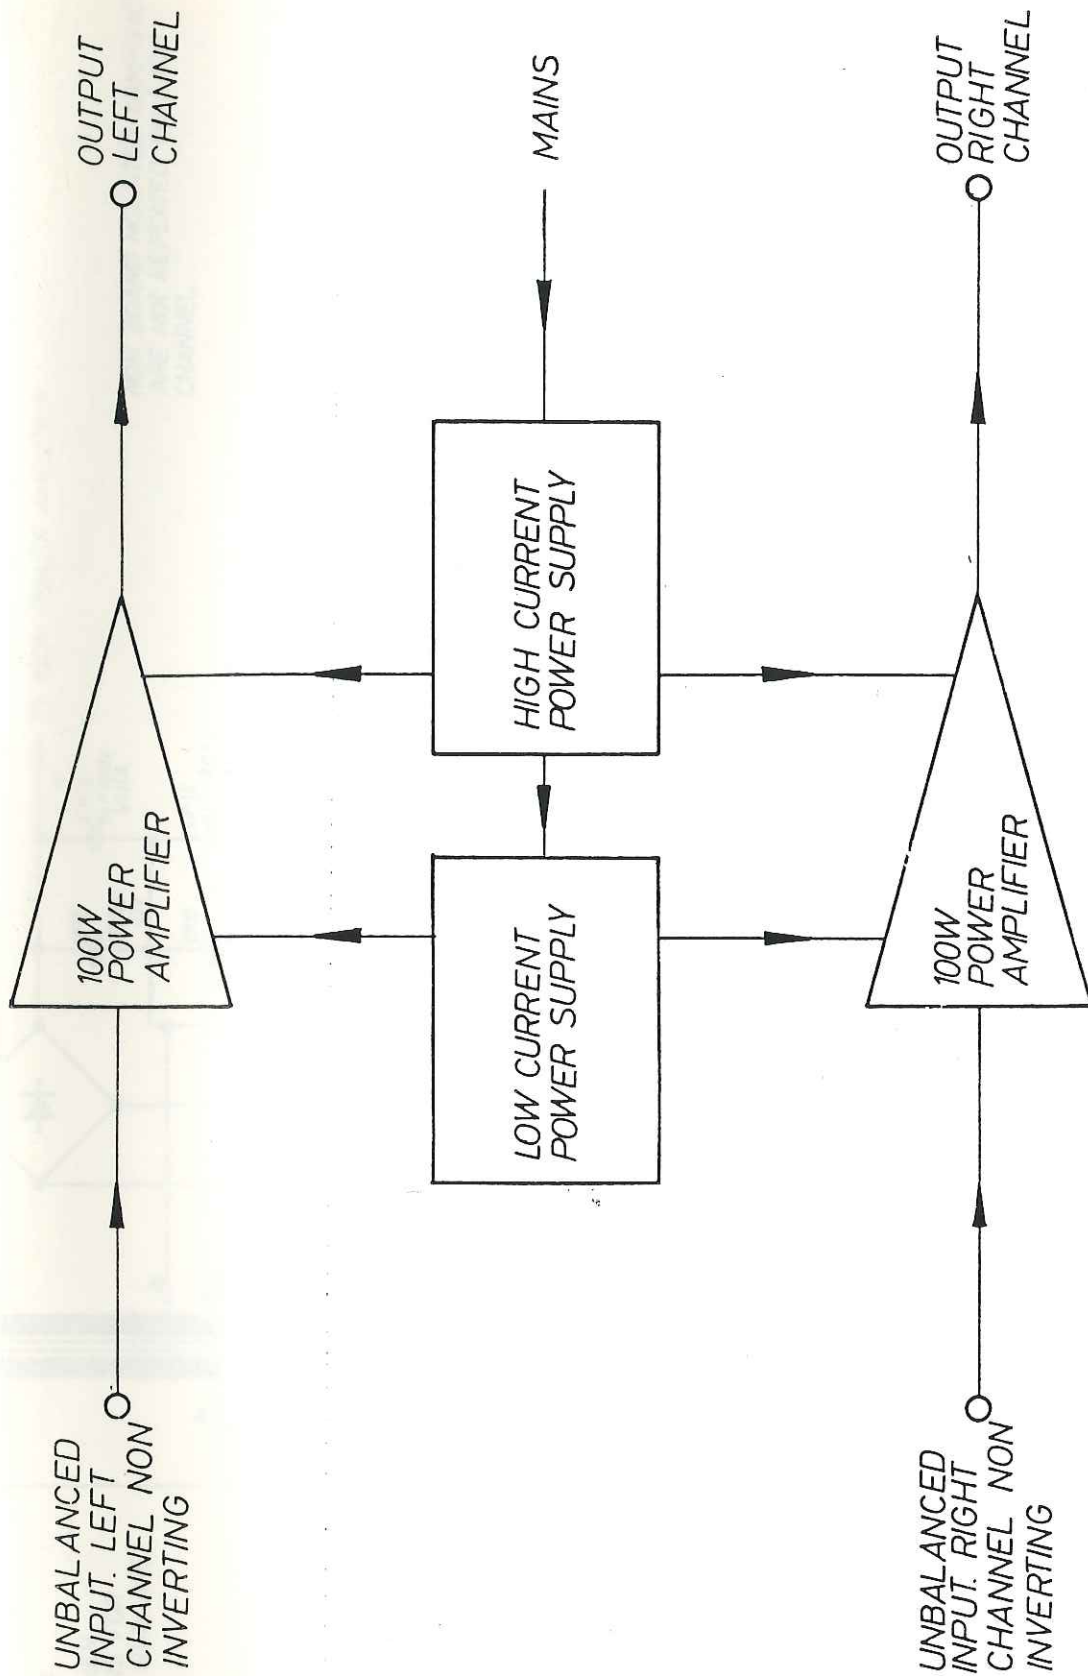 UNBALANCED
INPUT. LEFT
CHANNEL NON
INVERTING
100W
POWER
AMPLIFIER
OUTPUT
LEFT
CHANNEL
LOW CURRENT
POWER SUPPLY
HIGH CURRENT
POWER SUPPLY
MAINS
UNBALANCED
INPUT. RIGHT
CHANNEL NON
INVERTING
100W
POWER
AMPLIFIER
OUTPUT
RIGHT
CHANNEL